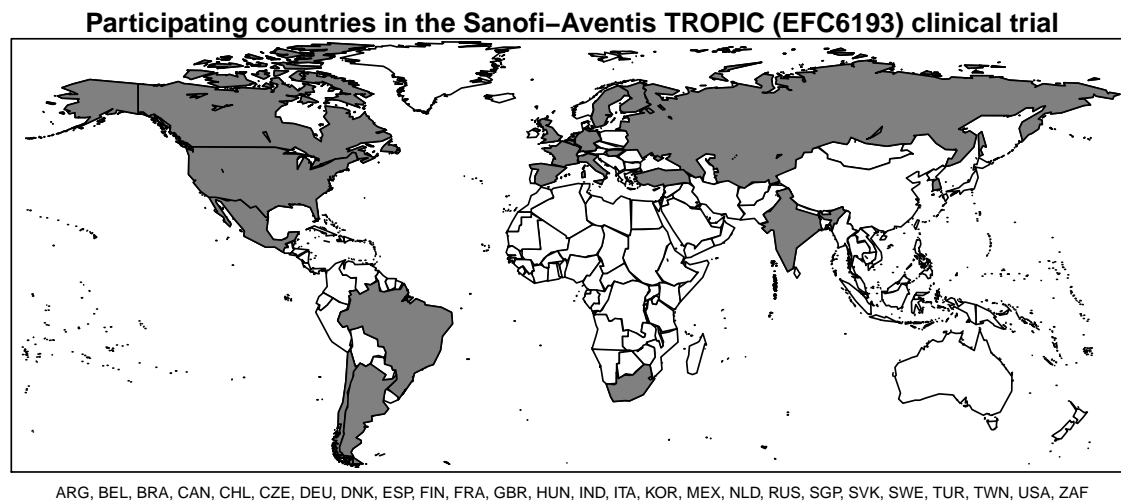 Participating countries in the Sanofi−Aventis TROPIC (EFC6193) clinical trial
ARG, BEL, BRA, CAN, CHL, CZE, DEU, DNK, ESP, FIN, FRA, GBR, HUN, IND, ITA, KOR, MEX, NLD, RUS, SGP, SVK, SWE, TUR, TWN, USA, ZAF